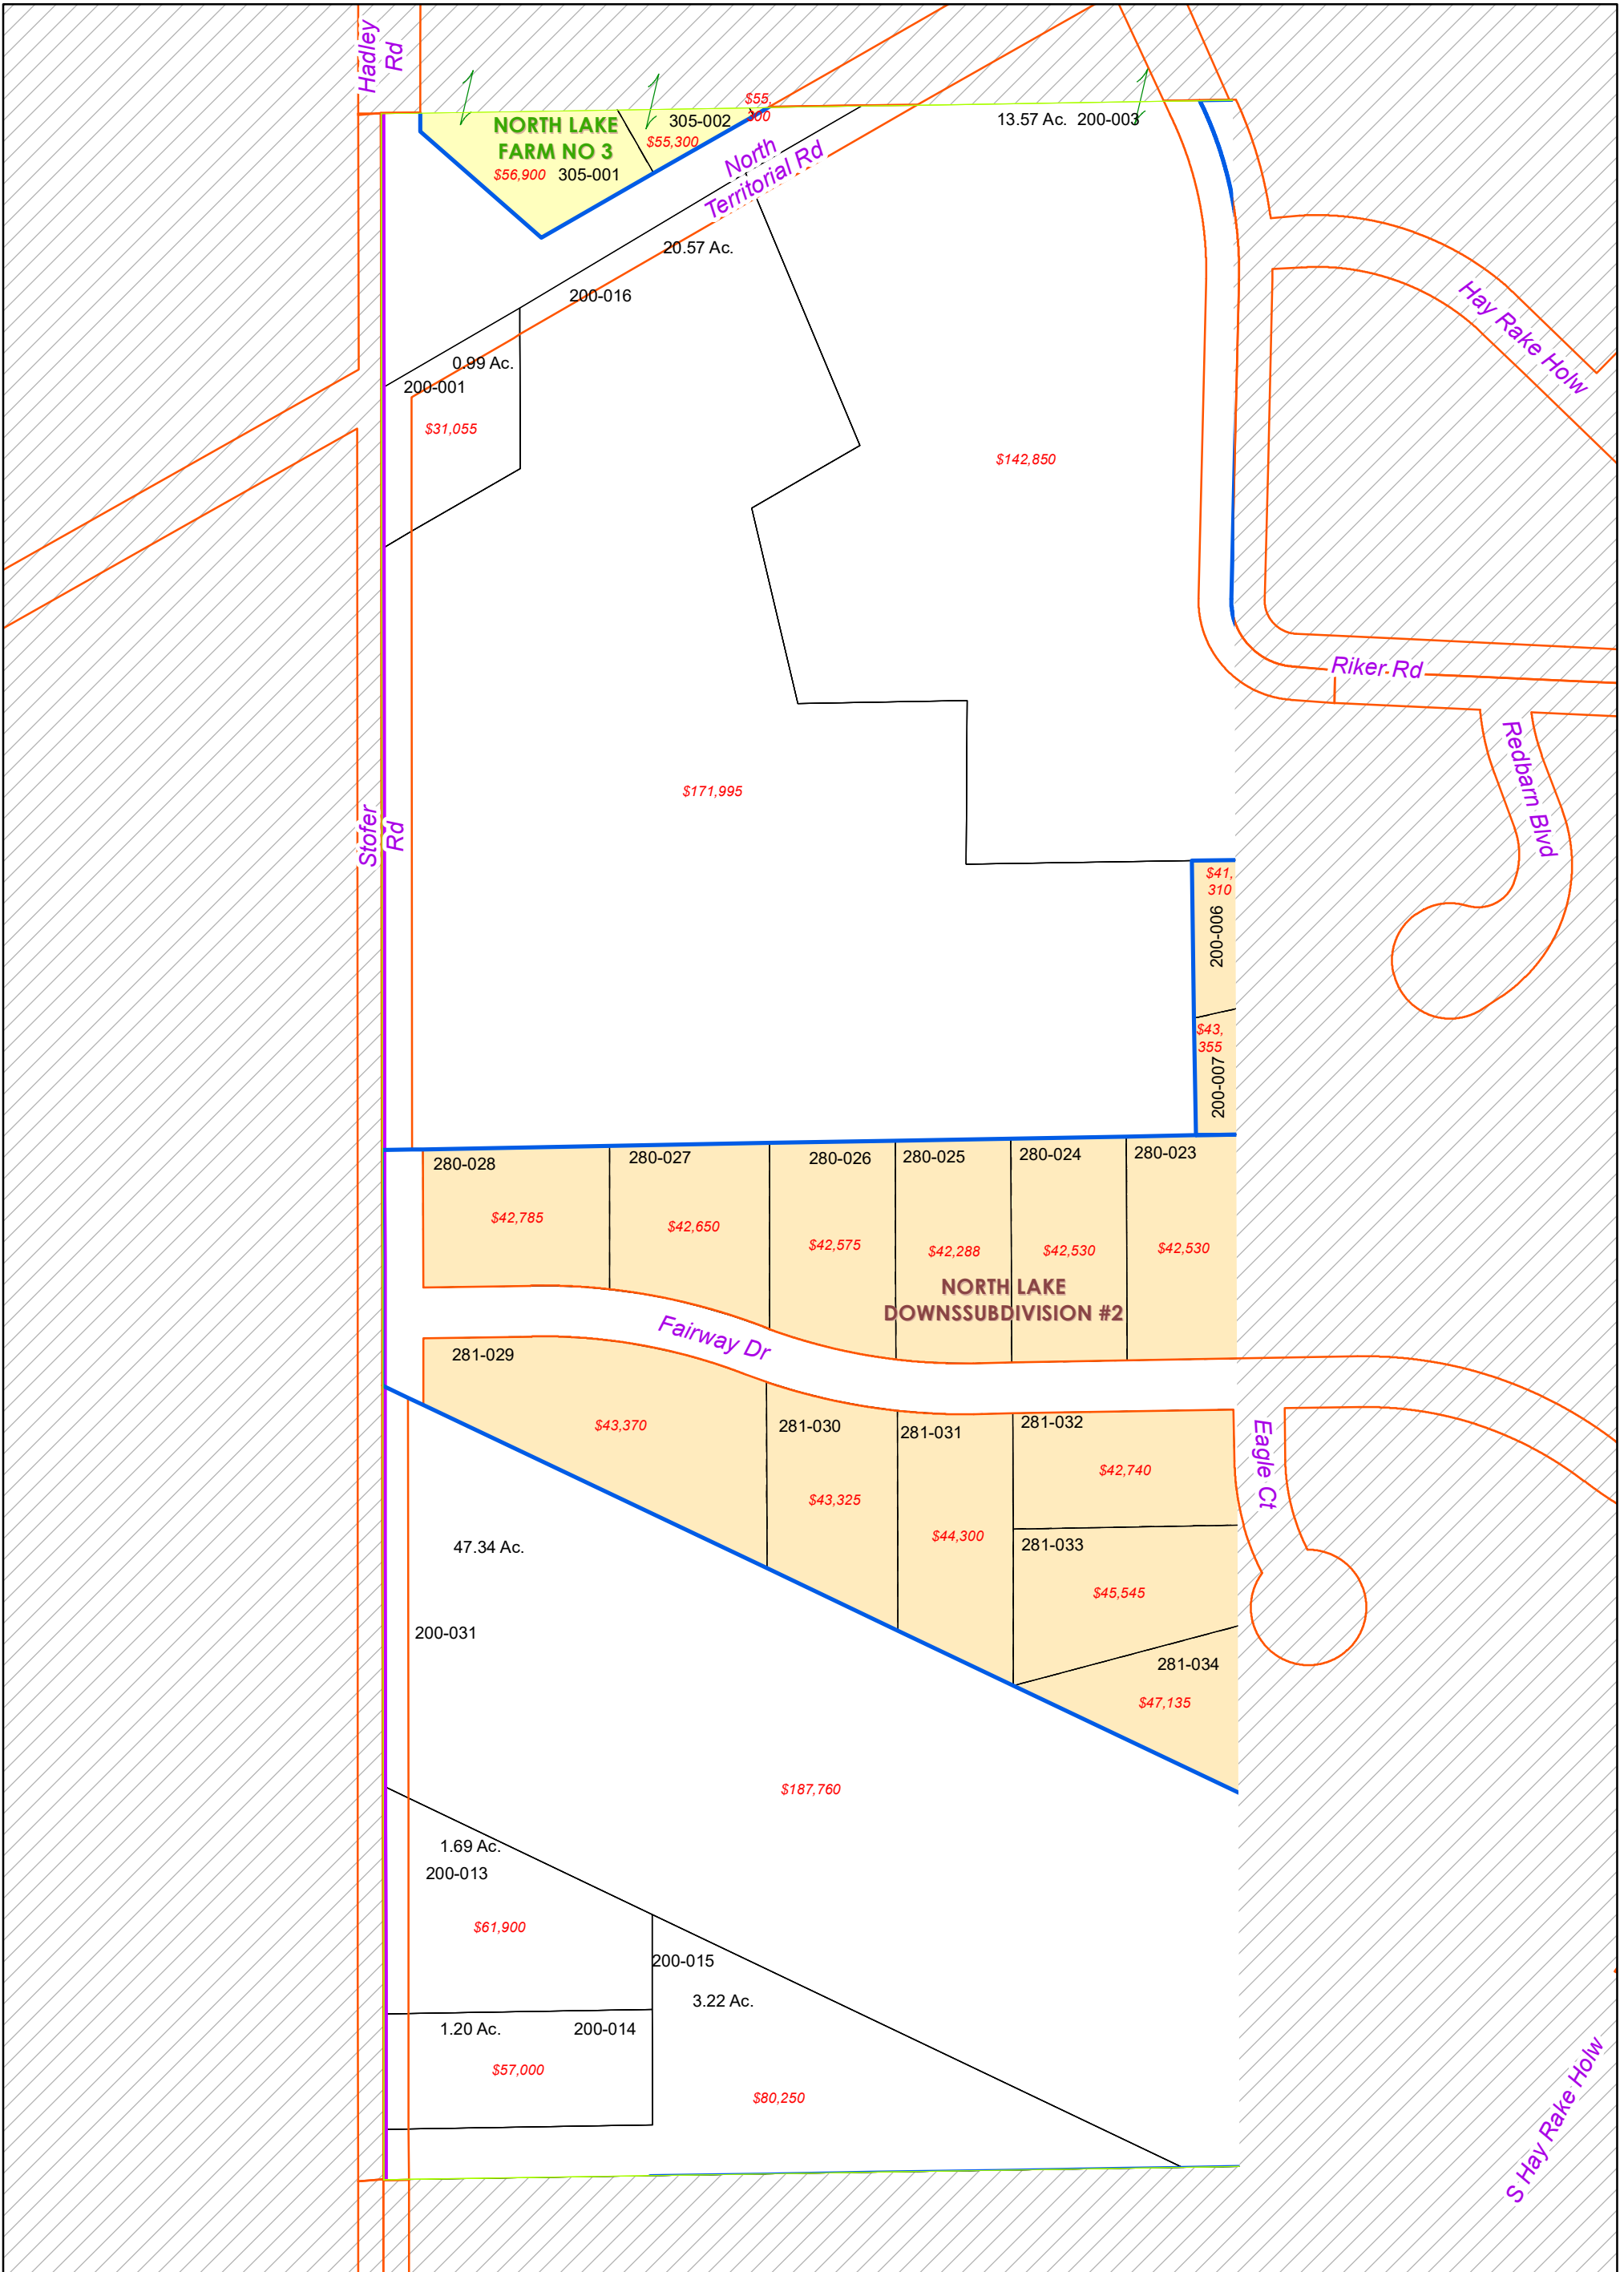 Hadley
Rd
$55,
300
305-002
$55,300
NORTH LAKE
FARM NO 3
$56,900 305-001
13.57 Ac. 200-003
North
Territorial Rd
20.57 Ac.
200-016
0.99 Ac.
200-001
$31,055
$142,850
Hay Rake Holw
Riker Rd
Redbarn Blvd
Stofer
Rd
$171,995
$41,
310
200-006
$43,
355
200-007
280-028
280-027
280-026
280-025
280-024
280-023
$42,785
$42,650
$42,575
$42,288
$42,530
$42,530
NORTH LAKE
DOWNSSUBDIVISION #2
Fairway Dr
281-029
$43,370
281-030
$43,325
281-031
$44,300
281-032
$42,740
281-033
$45,545
281-034
$47,135
Eagle Ct
47.34 Ac.
200-031
$187,760
1.69 Ac.
200-013
$61,900
200-015
3.22 Ac.
1.20 Ac. 200-014
$57,000
$80,250
S Hay Rake Holw